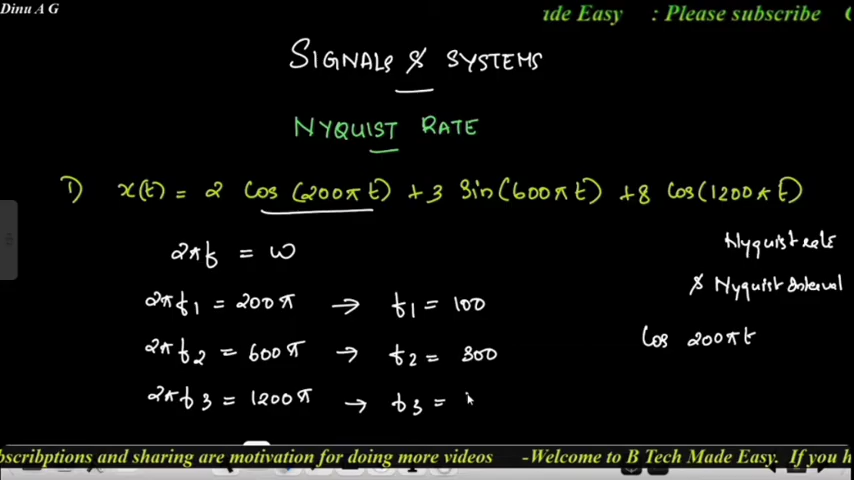 Dinu A G
ude Easy : Please subscribe
SIGNALS & SYSTEMS
NYQUIST RATE
1) x(t) = 2 cos(200πt) + 3 sin(600πt) + 8 cos(1200πt)
Nyquist rate
2πf = ω
& Nyquist Interval
2πf1 = 200π → f1 = 100
cos 200πt
2πf2 = 600π → f2 = 300
2πf3 = 1200π → f3 =
bscribptions and sharing are motivation for doing more videos -Welcome to B Tech Made Easy. If you h